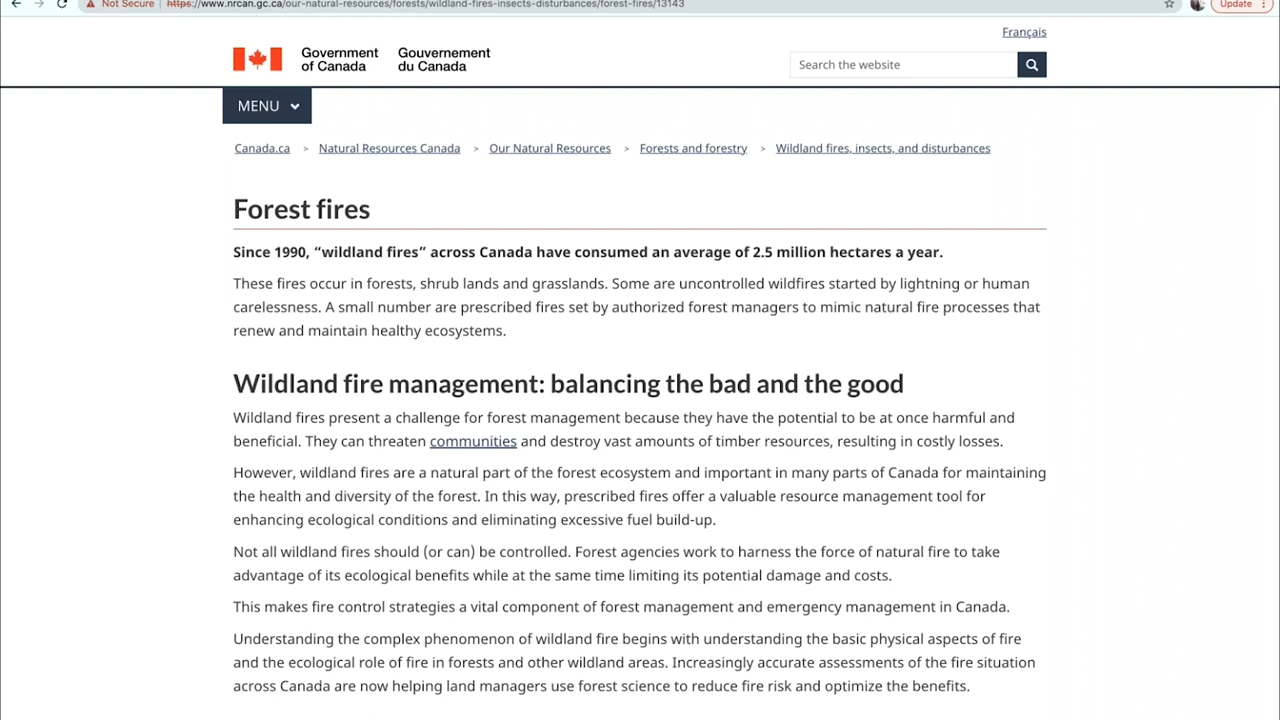 Not Secure https://www.nrcan.gc.ca/our-natural-resources/forests/wildland-fires-insects-disturbances/forest-fires/13143 Update
Français
Government of Canada
Gouvernement du Canada
Search the website
MENU
Canada.ca > Natural Resources Canada > Our Natural Resources > Forests and forestry > Wildland fires, insects, and disturbances
Forest fires
Since 1990, “wildland fires” across Canada have consumed an average of 2.5 million hectares a year.
These fires occur in forests, shrub lands and grasslands. Some are uncontrolled wildfires started by lightning or human
carelessness. A small number are prescribed fires set by authorized forest managers to mimic natural fire processes that
renew and maintain healthy ecosystems.
Wildland fire management: balancing the bad and the good
Wildland fires present a challenge for forest management because they have the potential to be at once harmful and
beneficial. They can threaten communities and destroy vast amounts of timber resources, resulting in costly losses.
However, wildland fires are a natural part of the forest ecosystem and important in many parts of Canada for maintaining
the health and diversity of the forest. In this way, prescribed fires offer a valuable resource management tool for
enhancing ecological conditions and eliminating excessive fuel build-up.
Not all wildland fires should (or can) be controlled. Forest agencies work to harness the force of natural fire to take
advantage of its ecological benefits while at the same time limiting its potential damage and costs.
This makes fire control strategies a vital component of forest management and emergency management in Canada.
Understanding the complex phenomenon of wildland fire begins with understanding the basic physical aspects of fire
and the ecological role of fire in forests and other wildland areas. Increasingly accurate assessments of the fire situation
across Canada are now helping land managers use forest science to reduce fire risk and optimize the benefits.